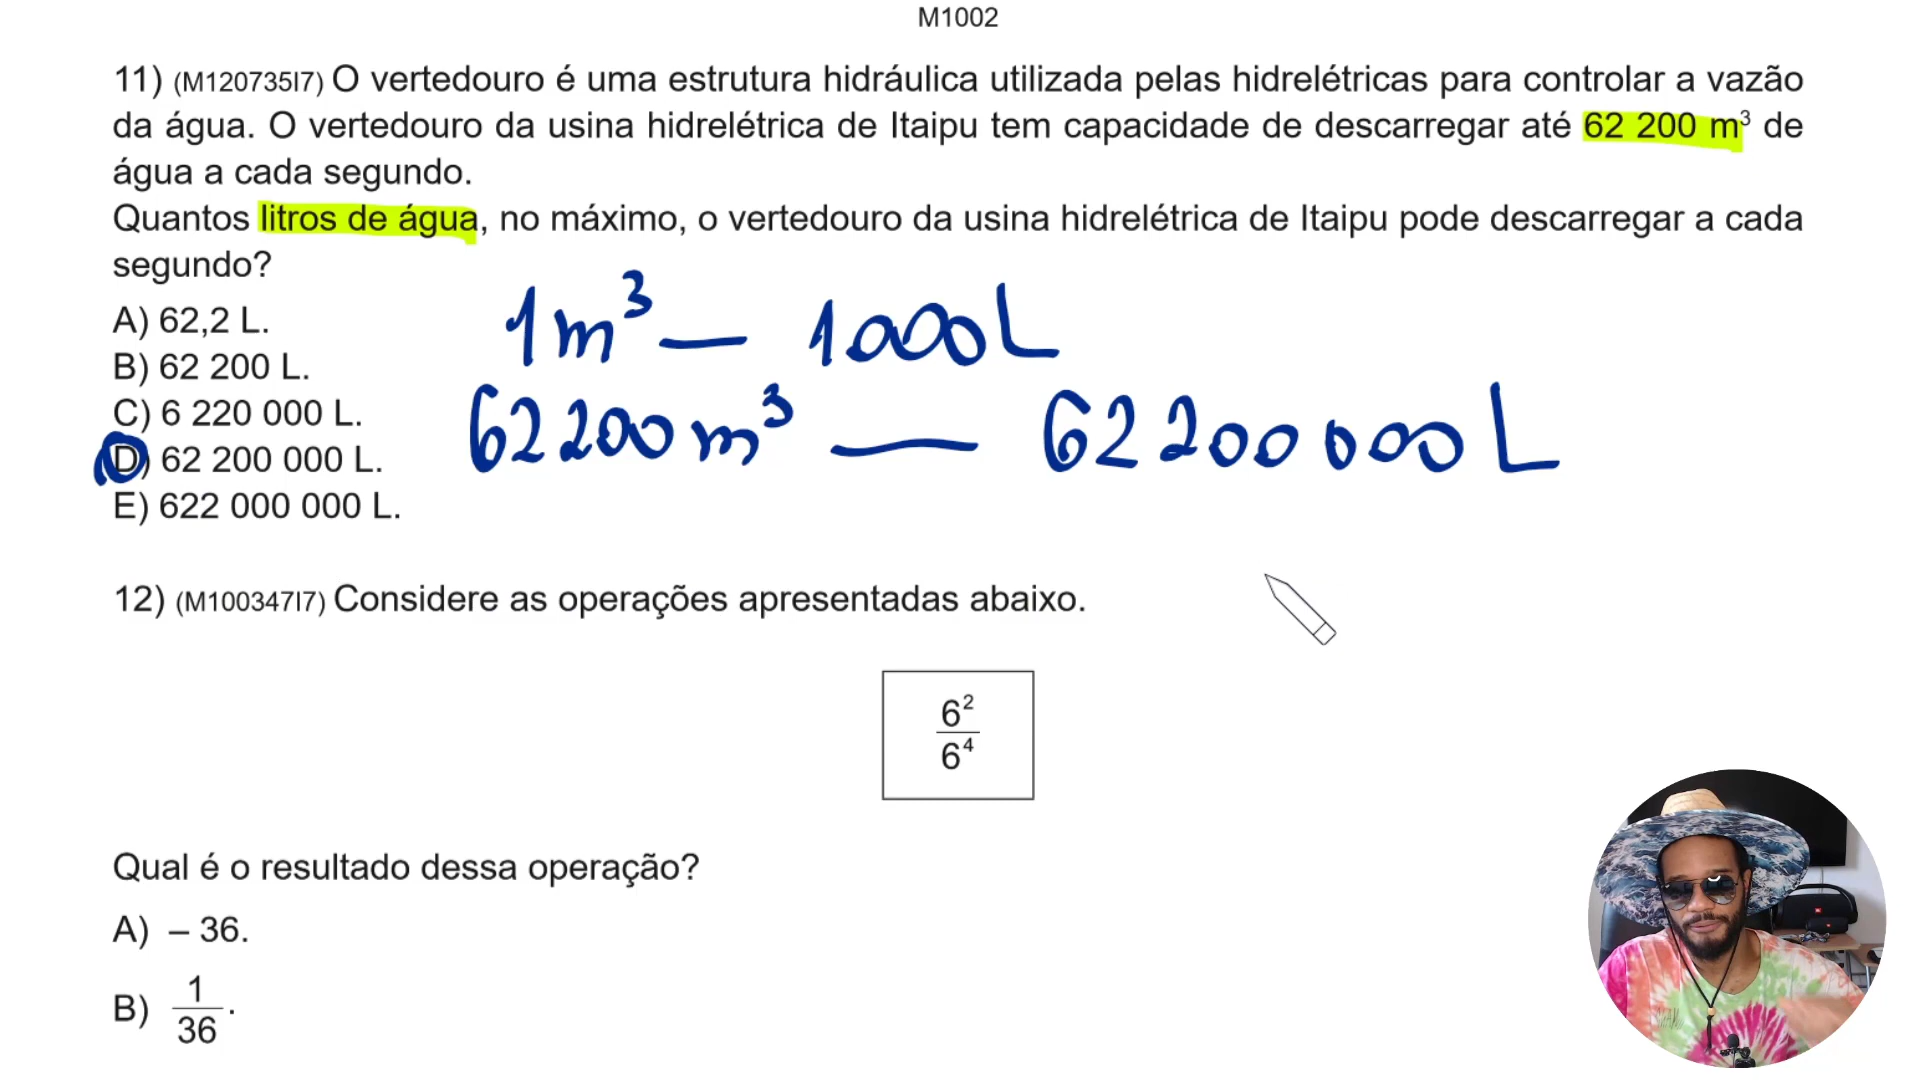 M1002
11) (M120735I7) O vertedouro é uma estrutura hidráulica utilizada pelas hidrelétricas para controlar a vazão
da água. O vertedouro da usina hidrelétrica de Itaipu tem capacidade de descarregar até 62 200 m³ de
água a cada segundo.
Quantos litros de água, no máximo, o vertedouro da usina hidrelétrica de Itaipu pode descarregar a cada
segundo?
A) 62,2 L.
B) 62 200 L.
C) 6 220 000 L.
D) 62 200 000 L.
E) 622 000 000 L.
1m³ — 1000L
62200m³ — 62200000L
12) (M100347I7) Considere as operações apresentadas abaixo.
6²
6⁴
Qual é o resultado dessa operação?
A) – 36.
B) 1/36.